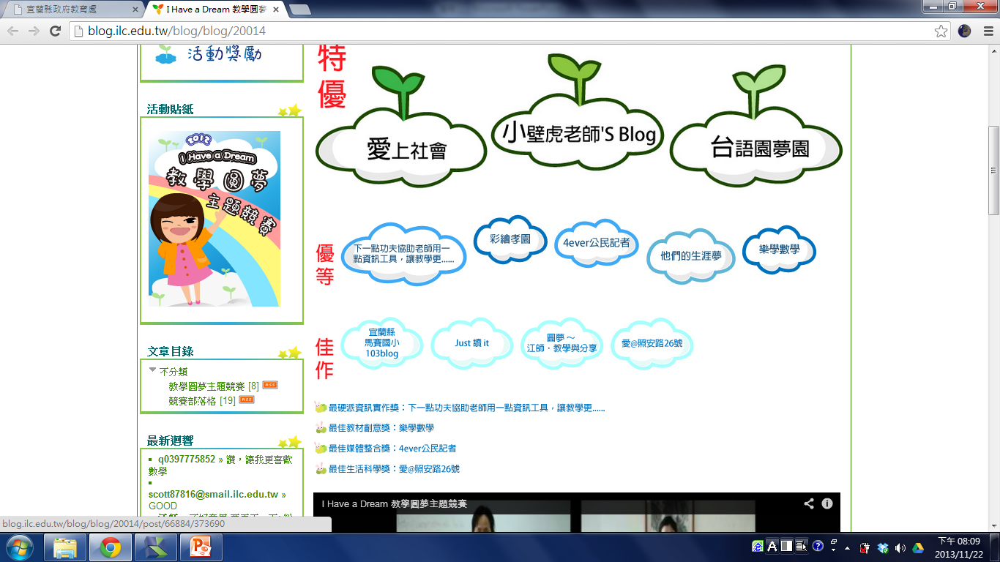 宜蘭縣政府教育處
I Have a Dream 教學圓夢
blog.ilc.edu.tw/blog/blog/20014
活動獎勵
活動貼紙
2012
I Have a Dream
教學圓夢
主題競賽
文章目錄
不分類
教學圓夢主題競賽 [8] RSS
競賽部落格 [19] RSS
最新迴響
q0397775852 » 讚，讓我更喜歡
數學
scott87816@smail.ilc.edu.tw »
GOOD
特優
愛上社會
小壁虎老師'S Blog
台語園夢園
優等
下一點功夫協助老師用一
點資訊工具，讓教學更......
彩繪孝園
4ever公民記者
他們的生涯夢
樂學數學
佳作
宜蘭縣
馬賽國小
103blog
Just 讀 it
圓夢～
江師．教學與分享
愛@照安路26號
最硬派資訊實作獎：下一點功夫協助老師用一點資訊工具，讓教學更......
最佳教材創意獎：樂學數學
最佳媒體整合獎：4ever公民記者
最佳生活科學獎：愛@照安路26號
I Have a Dream 教學圓夢主題競賽
blog.ilc.edu.tw/blog/blog/20014/post/66884/373690
倉 A
下午 08:09
2013/11/22